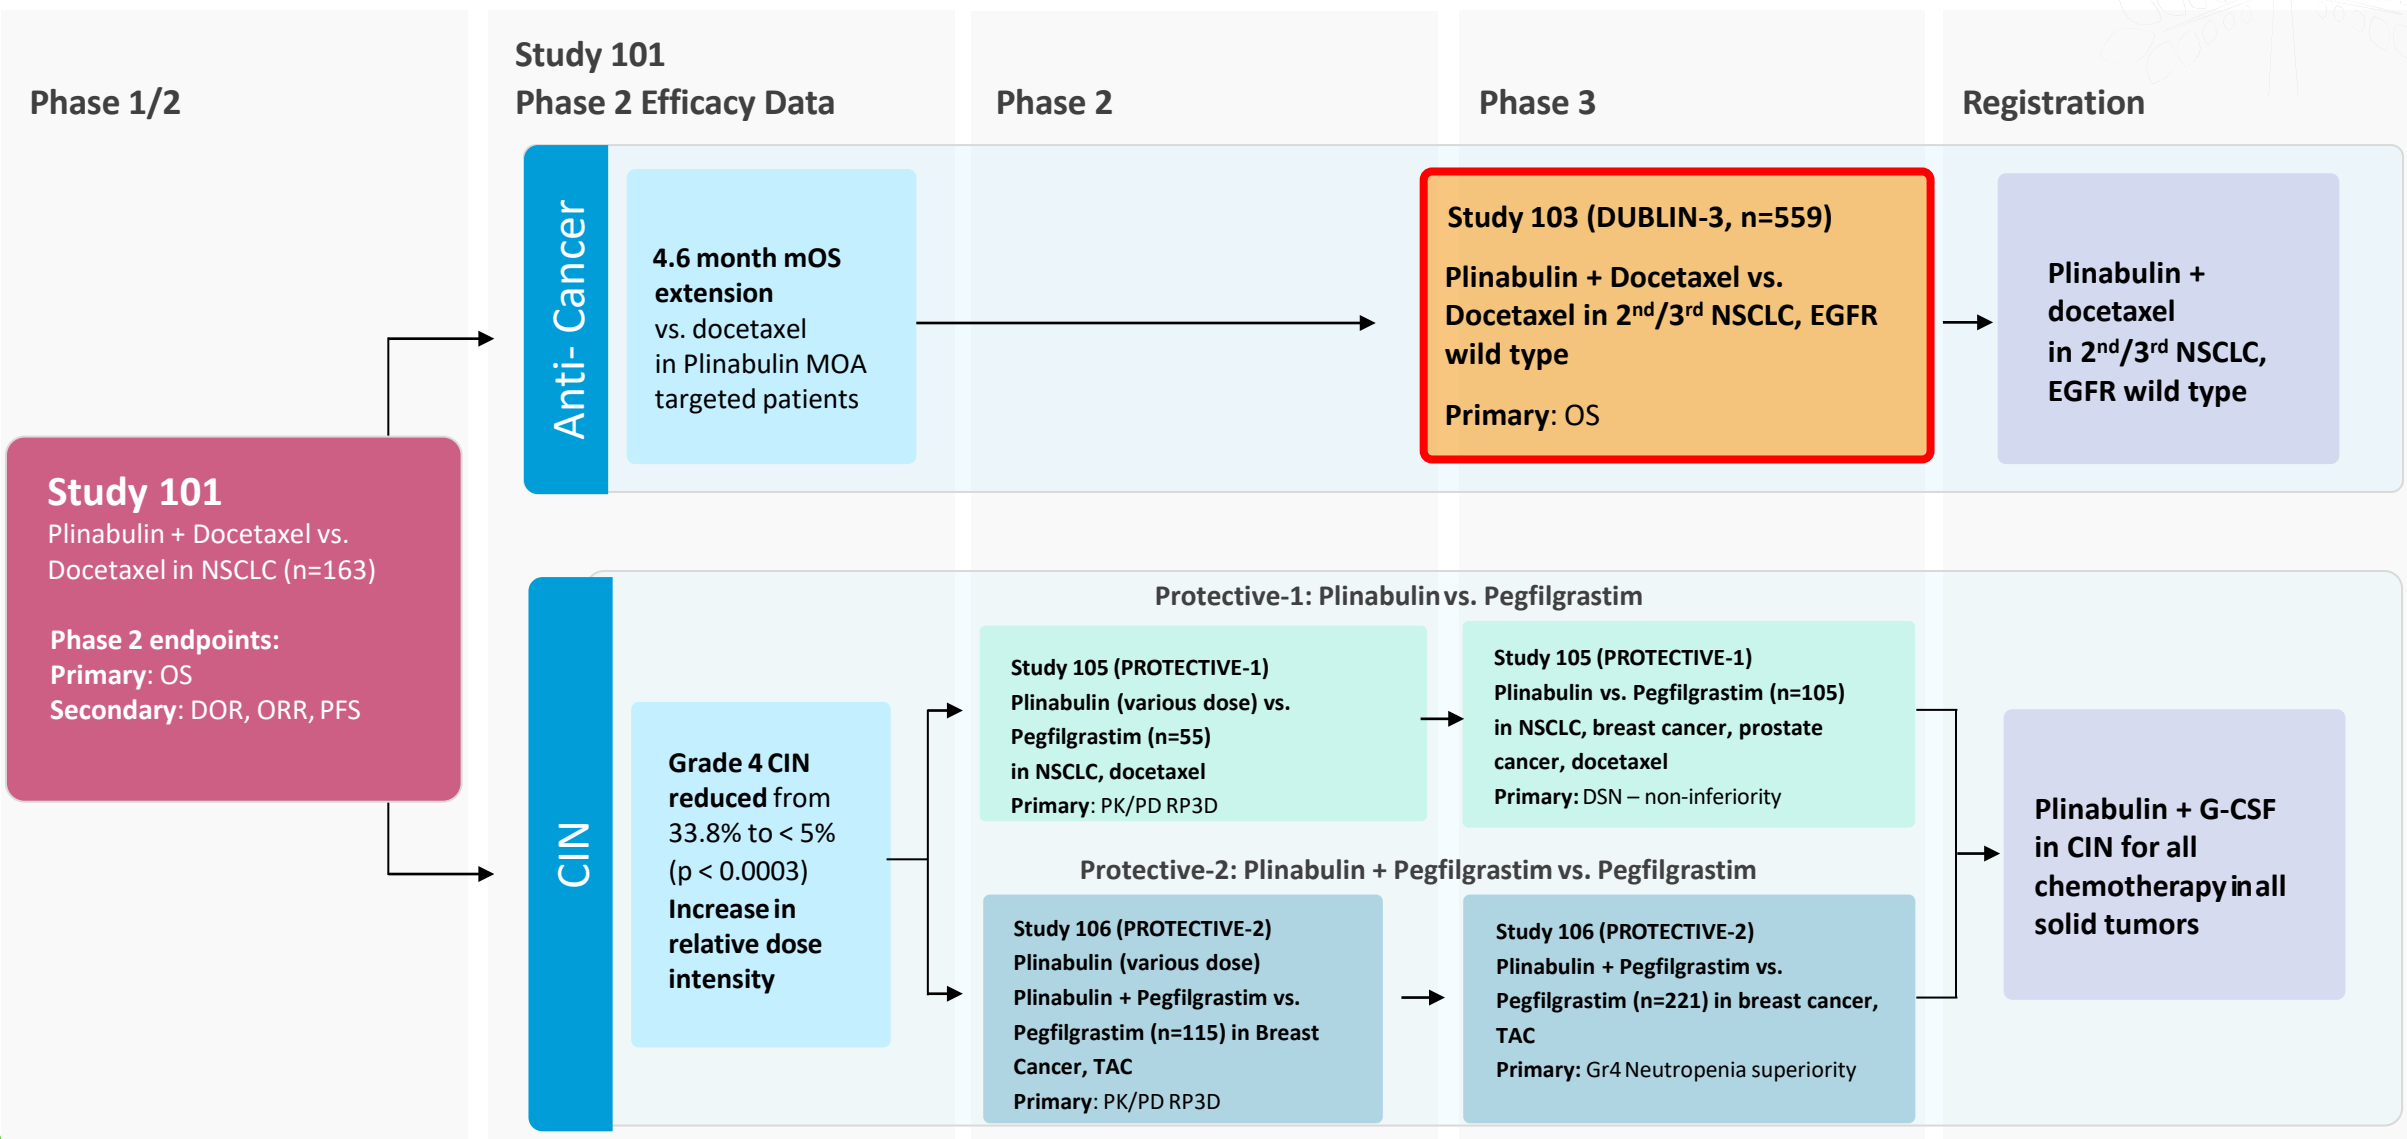 Phase 1/2
Study 101
Phase 2 Efficacy Data
Phase 2
Phase 3
Registration
Study 101
Plinabulin + Docetaxel vs.
Docetaxel in NSCLC (n=163)
Phase 2 endpoints:
Primary: OS
Secondary: DOR, ORR, PFS
Anti- Cancer
4.6 month mOS
extension
vs. docetaxel
in Plinabulin MOA
targeted patients
Study 103 (DUBLIN-3, n=559)
Plinabulin + Docetaxel vs.
Docetaxel in 2nd/3rd NSCLC, EGFR
wild type
Primary: OS
Plinabulin +
docetaxel
in 2nd/3rd NSCLC,
EGFR wild type
CIN
Grade 4 CIN
reduced from
33.8% to < 5%
(p < 0.0003)
Increase in
relative dose
intensity
Protective-1: Plinabulin vs. Pegfilgrastim
Study 105 (PROTECTIVE-1)
Plinabulin (various dose) vs.
Pegfilgrastim (n=55)
in NSCLC, docetaxel
Primary: PK/PD RP3D
Study 105 (PROTECTIVE-1)
Plinabulin vs. Pegfilgrastim (n=105)
in NSCLC, breast cancer, prostate
cancer, docetaxel
Primary: DSN – non-inferiority
Protective-2: Plinabulin + Pegfilgrastim vs. Pegfilgrastim
Study 106 (PROTECTIVE-2)
Plinabulin (various dose)
Plinabulin + Pegfilgrastim vs.
Pegfilgrastim (n=115) in Breast
Cancer, TAC
Primary: PK/PD RP3D
Study 106 (PROTECTIVE-2)
Plinabulin + Pegfilgrastim vs.
Pegfilgrastim (n=221) in breast cancer,
TAC
Primary: Gr4 Neutropenia superiority
Plinabulin + G-CSF
in CIN for all
chemotherapy in all
solid tumors